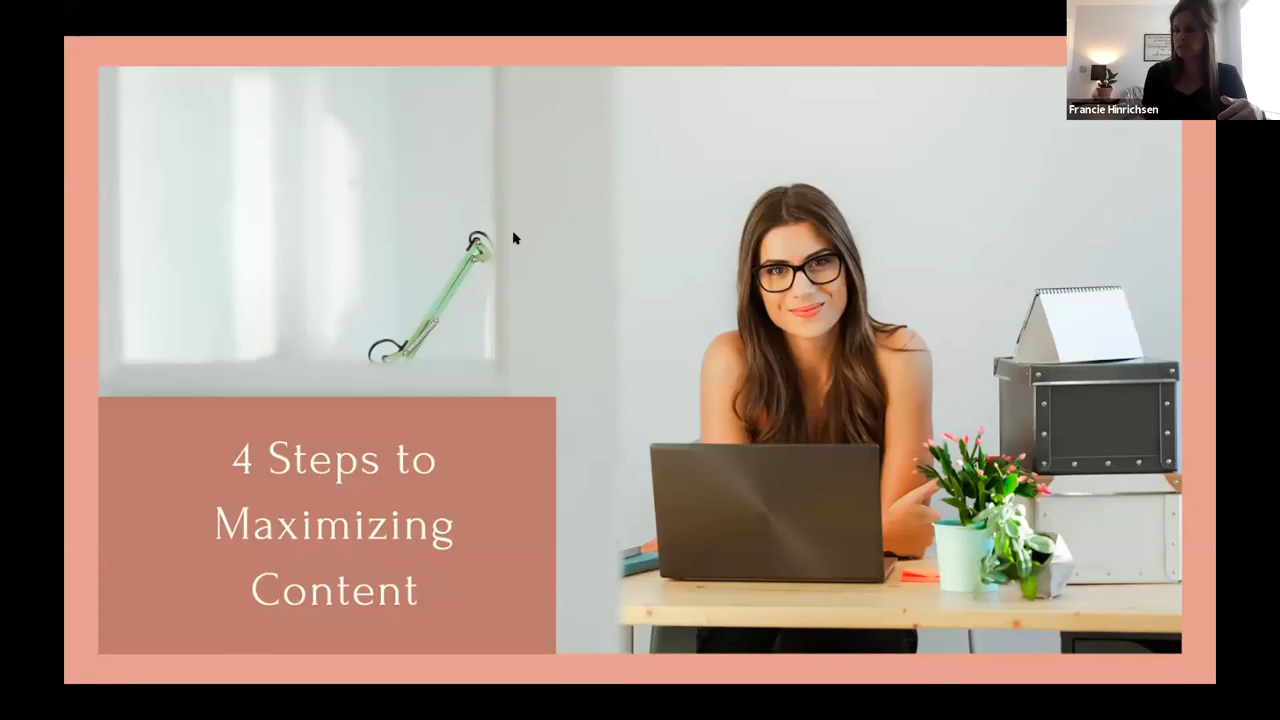 Francie Hinrichsen
4 Steps to
Maximizing
Content